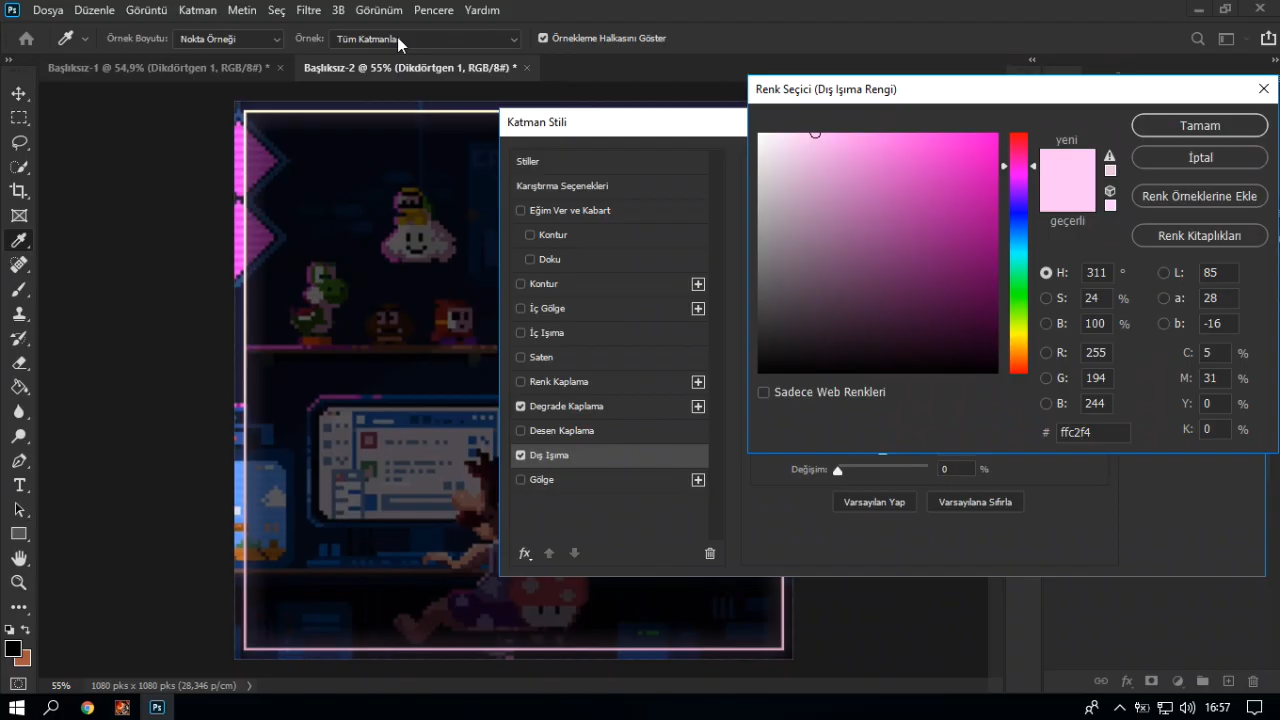 Ps Dosya Düzenle Görüntü Katman Metin Seç Filtre 3B Görünüm Pencere Yardım
Örnek Boyutu: Nokta Örneği Örnek: Tüm Katmanla Örnekleme Halkasını Göster
Başlıksız-1 @ 54,9% (Dikdörtgen 1, RGB/8#) * Başlıksız-2 @ 55% (Dikdörtgen 1, RGB/8#) *
Renk Seçici (Dış Işıma Rengi)
Katman Stili
Stiller
Karıştırma Seçenekleri
Eğim Ver ve Kabart
Kontur
Doku
Kontur
İç Gölge
İç Işıma
Saten
Renk Kaplama
Degrade Kaplama
Desen Kaplama
Dış Işıma
Gölge
fx
yeni
geçerli
Tamam
İptal
Renk Örneklerine Ekle
Renk Kitaplıkları
H: 311 ° L: 85
S: 24 % a: 28
B: 100 % b: -16
R: 255 C: 5 %
G: 194 M: 31 %
B: 244 Y: 0 %
# ffc2f4 K: 0 %
Sadece Web Renkleri
Değişim: 0 %
Varsayılan Yap Varsayılana Sıfırla
55% 1080 pks x 1080 pks (28,346 p/cm)
fx
Ps 16:57